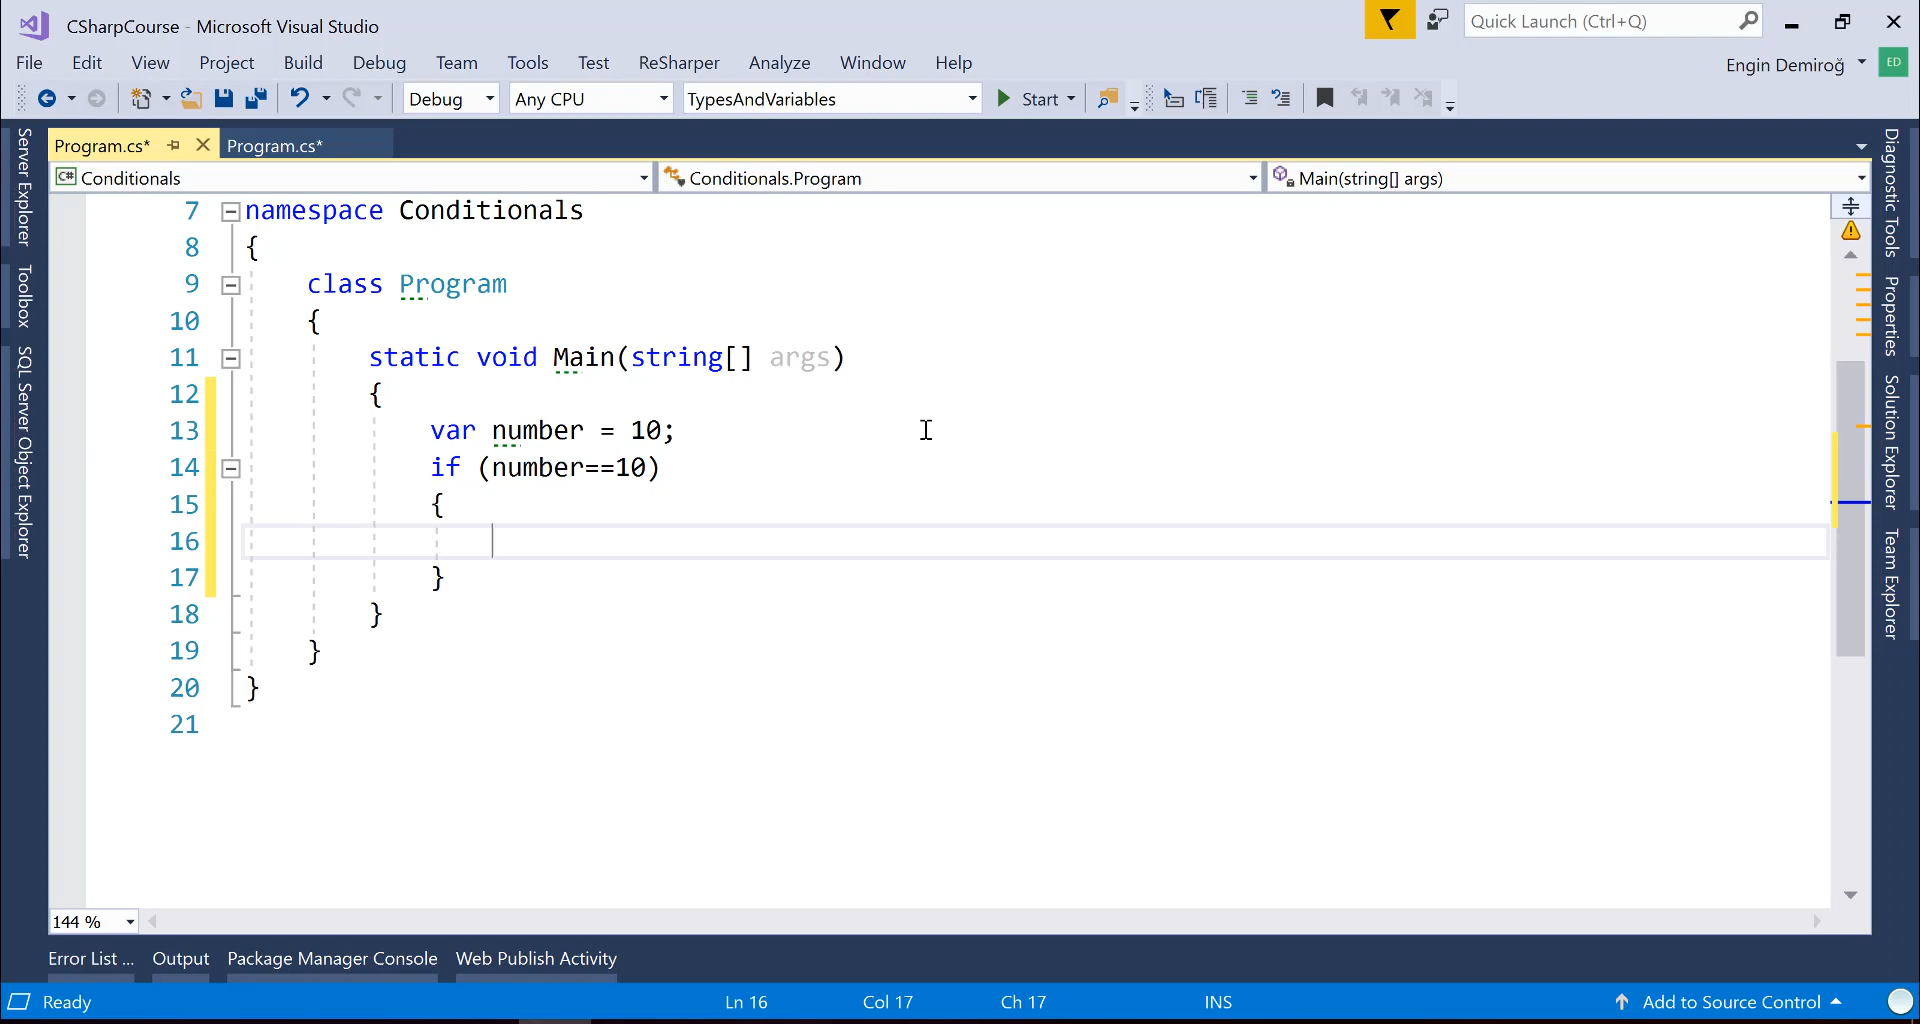 CSharpCourse - Microsoft Visual Studio
Quick Launch (Ctrl+Q)
File Edit View Project Build Debug Team Tools Test ReSharper Analyze Window Help
Engin Demiroğ ED
Debug Any CPU TypesAndVariables Start
Program.cs* Program.cs*
C# Conditionals Conditionals.Program Main(string[] args)
Server Explorer
Toolbox
SQL Server Object Explorer
7 namespace Conditionals
8 {
9 class Program
10 {
11 static void Main(string[] args)
12 {
13 var number = 10;
14 if (number==10)
15 {
16
17 }
18 }
19 }
20 }
21
Diagnostic Tools
Properties
Solution Explorer
Team Explorer
144 %
Error List ... Output Package Manager Console Web Publish Activity
Ready Ln 16 Col 17 Ch 17 INS Add to Source Control